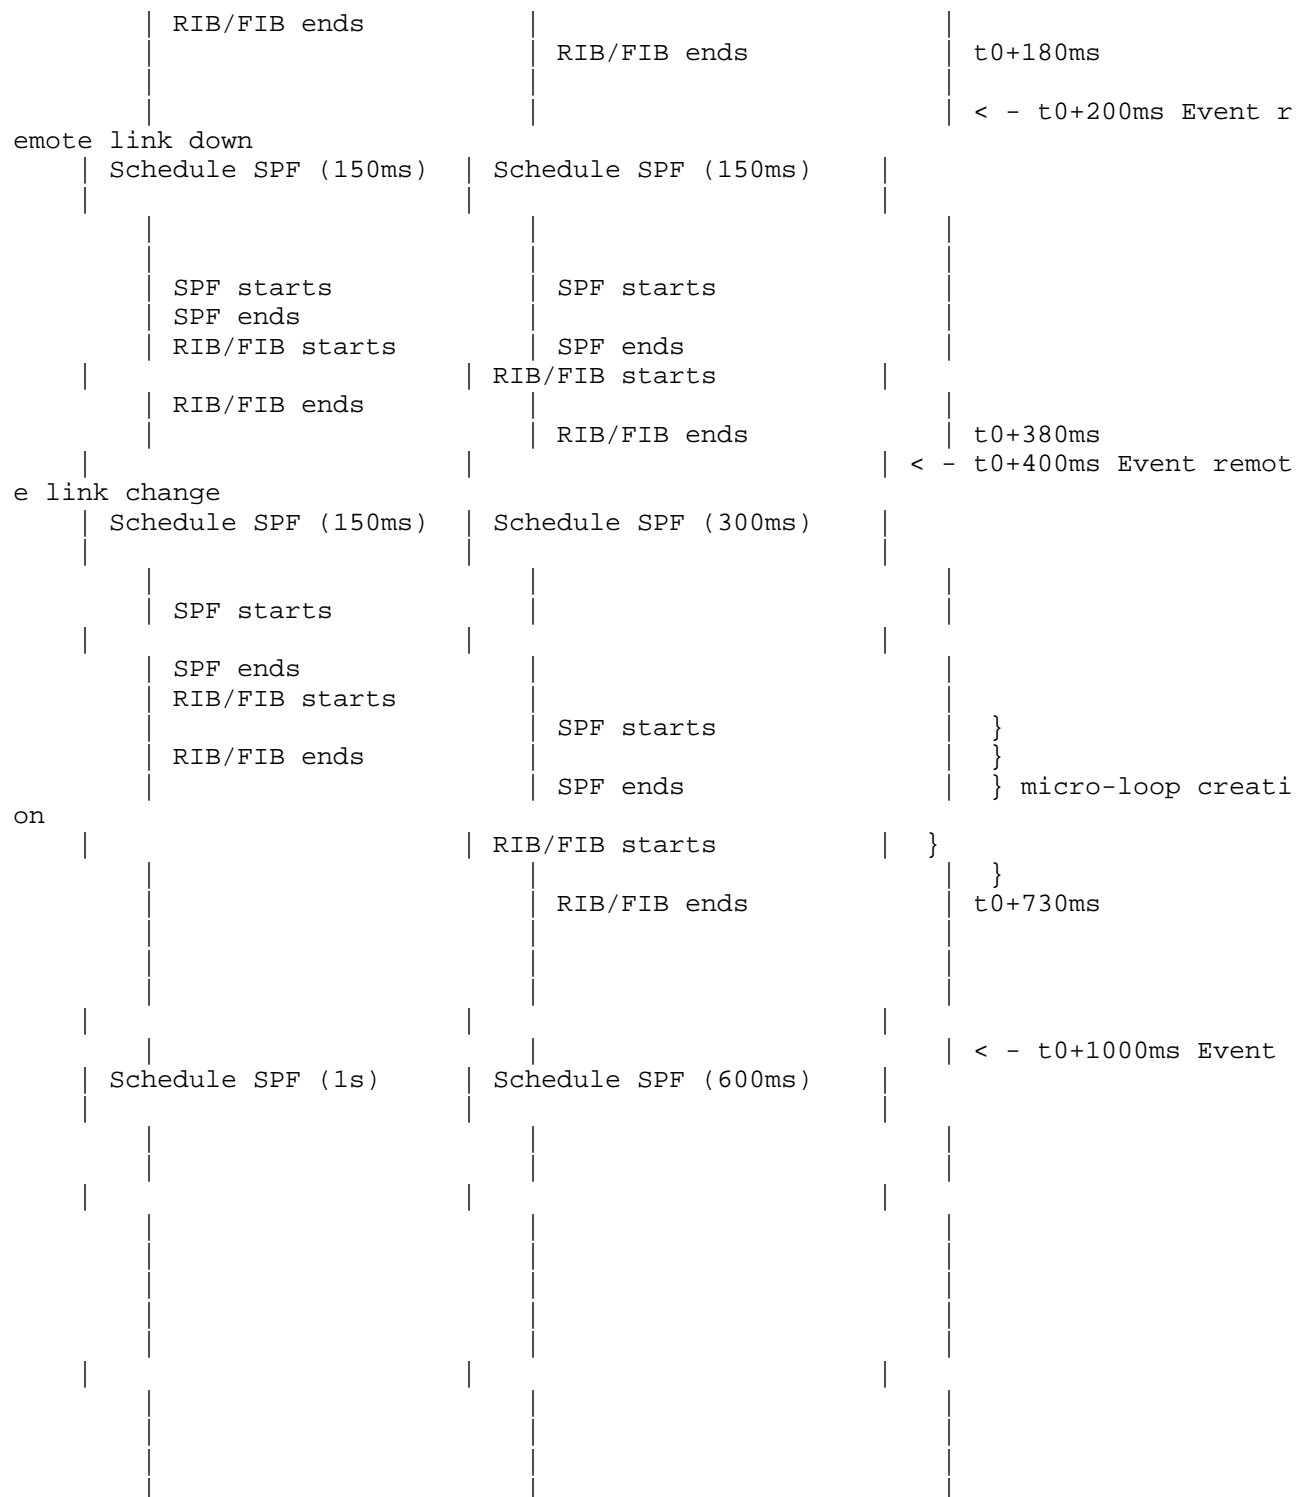 | RIB/FIB ends | |
| | RIB/FIB ends | t0+180ms
| | |
| | | < - t0+200ms Event r
emote link down
| Schedule SPF (150ms) | Schedule SPF (150ms) |
| | |
| | |
| | |
| SPF starts | SPF starts |
| SPF ends | |
| RIB/FIB starts | SPF ends |
| | RIB/FIB starts |
| RIB/FIB ends | |
| | RIB/FIB ends | t0+380ms
| | | < - t0+400ms Event remot
e link change
| Schedule SPF (150ms) | Schedule SPF (300ms) |
| | |
| | |
| SPF starts | |
| | |
| SPF ends | |
| RIB/FIB starts | |
| | SPF starts | }
| RIB/FIB ends | | }
| | SPF ends | } micro-loop creati
on
| | RIB/FIB starts | }
| | | }
| | RIB/FIB ends | t0+730ms
| | |
| | |
| | |
| | |
| | | < - t0+1000ms Event
| Schedule SPF (1s) | Schedule SPF (600ms) |
| | |
| | |
| | |
| | |
| | |
| | |
| | |
| | |
| | |
| | |
| | |
| | |
| | |
| | |